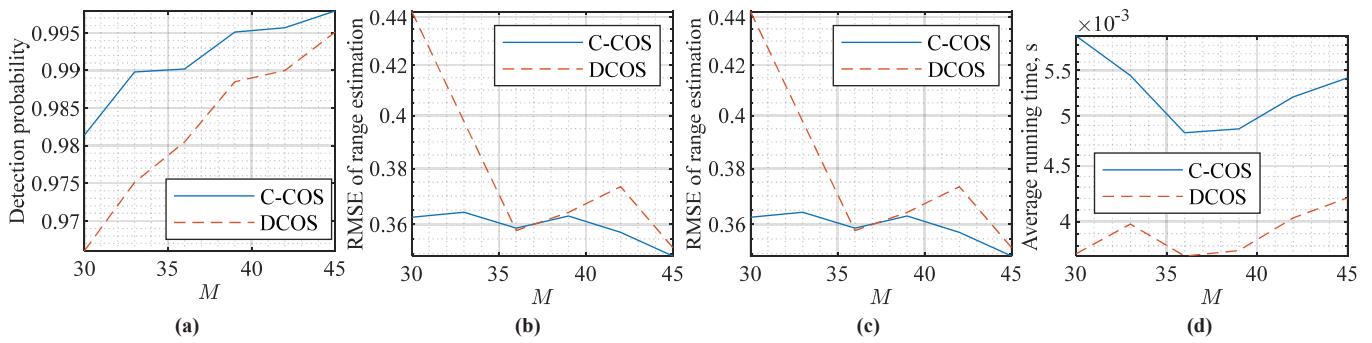 Detection probability
0.995
0.99
0.985
0.98
0.975
0.97
C-COS
DCOS
30 35 40 45
M
(a)
RMSE of range estimation
0.44
0.42
0.4
0.38
0.36
C-COS
DCOS
30 35 40 45
M
(b)
RMSE of range estimation
0.44
0.42
0.4
0.38
0.36
C-COS
DCOS
30 35 40 45
M
(c)
Average running time, s
×10⁻³
5,5
5
4,5
4
C-COS
DCOS
30 35 40 45
M
(d)